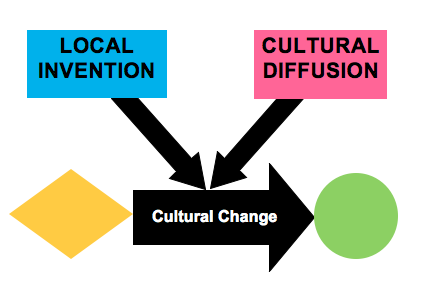 LOCAL
INVENTION
CULTURAL
DIFFUSION
Cultural Change